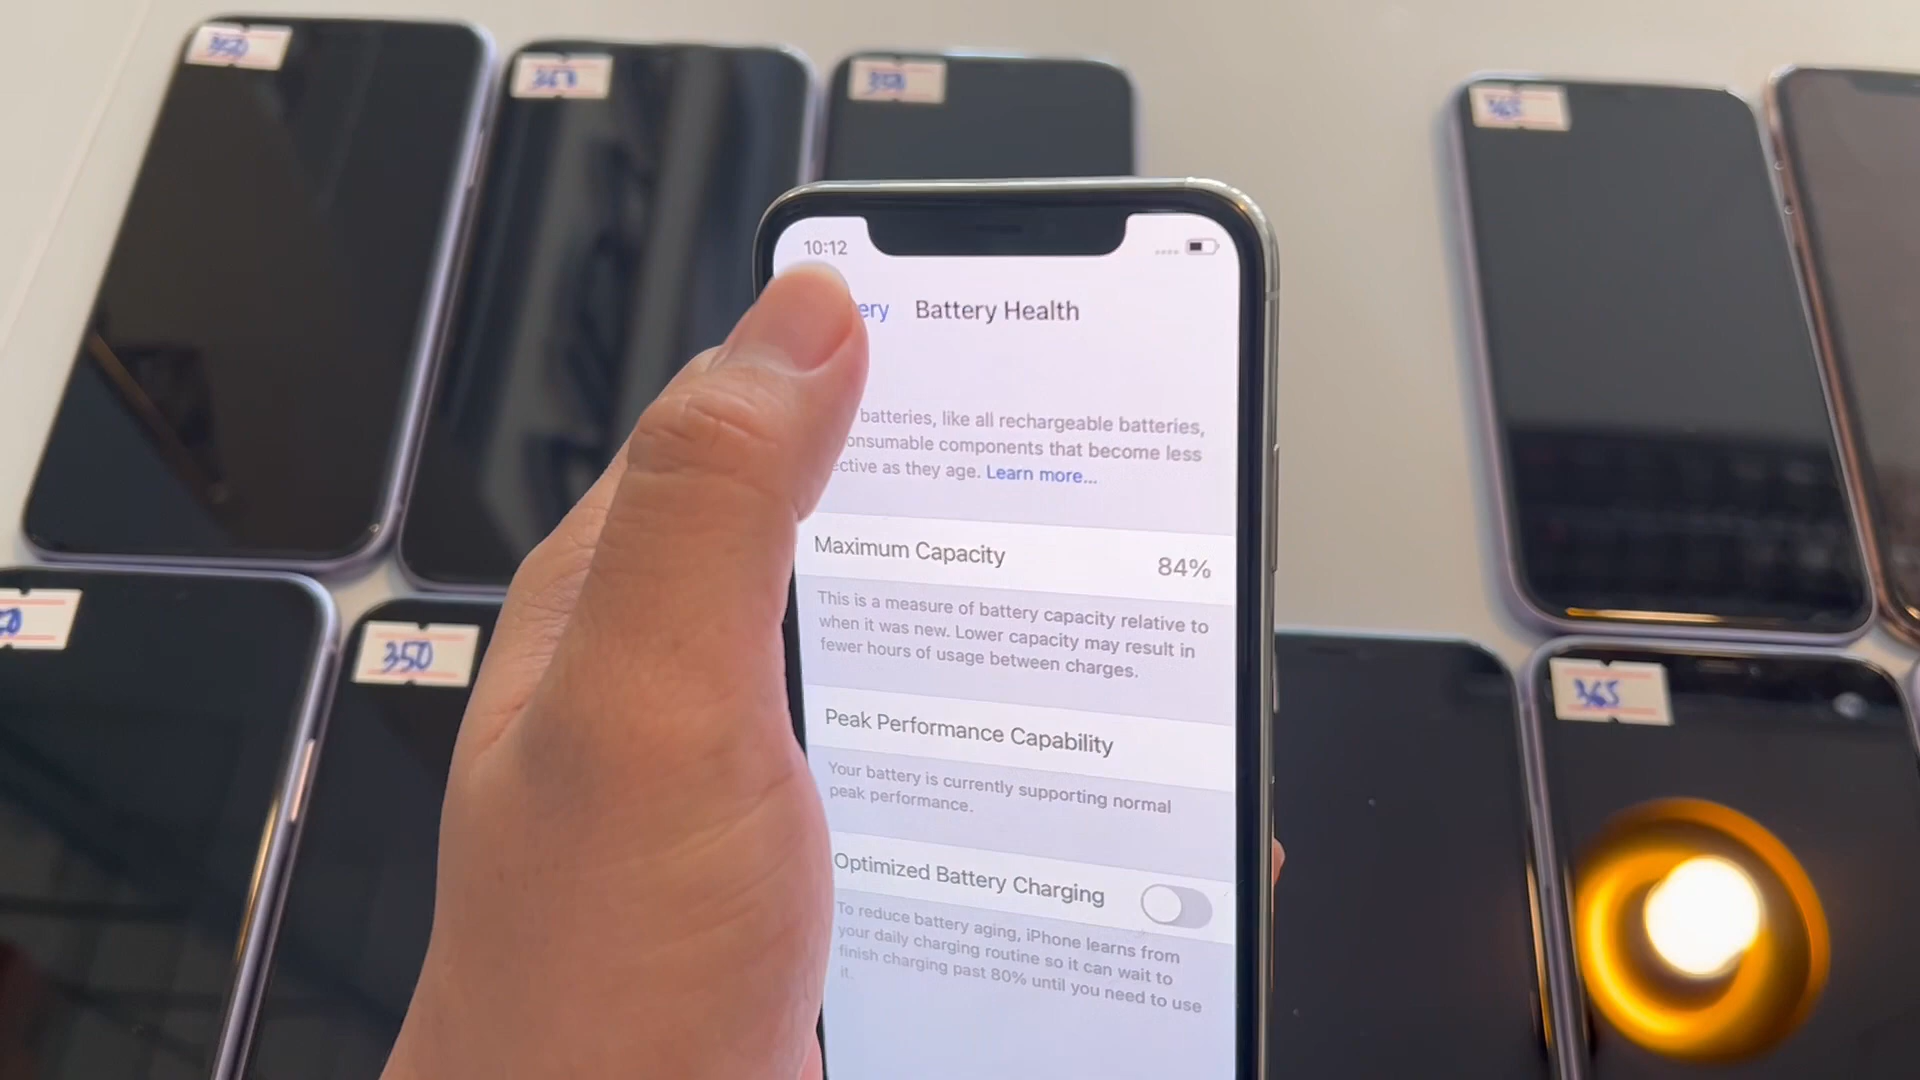 350
350
350
365
10:12
ery Battery Health
batteries, like all rechargeable batteries,
onsumable components that become less
ective as they age. Learn more...
Maximum Capacity 84%
This is a measure of battery capacity relative to
when it was new. Lower capacity may result in
fewer hours of usage between charges.
350
365
Peak Performance Capability
Your battery is currently supporting normal
peak performance.
Optimized Battery Charging
To reduce battery aging, iPhone learns from
your daily charging routine so it can wait to
finish charging past 80% until you need to use
it.